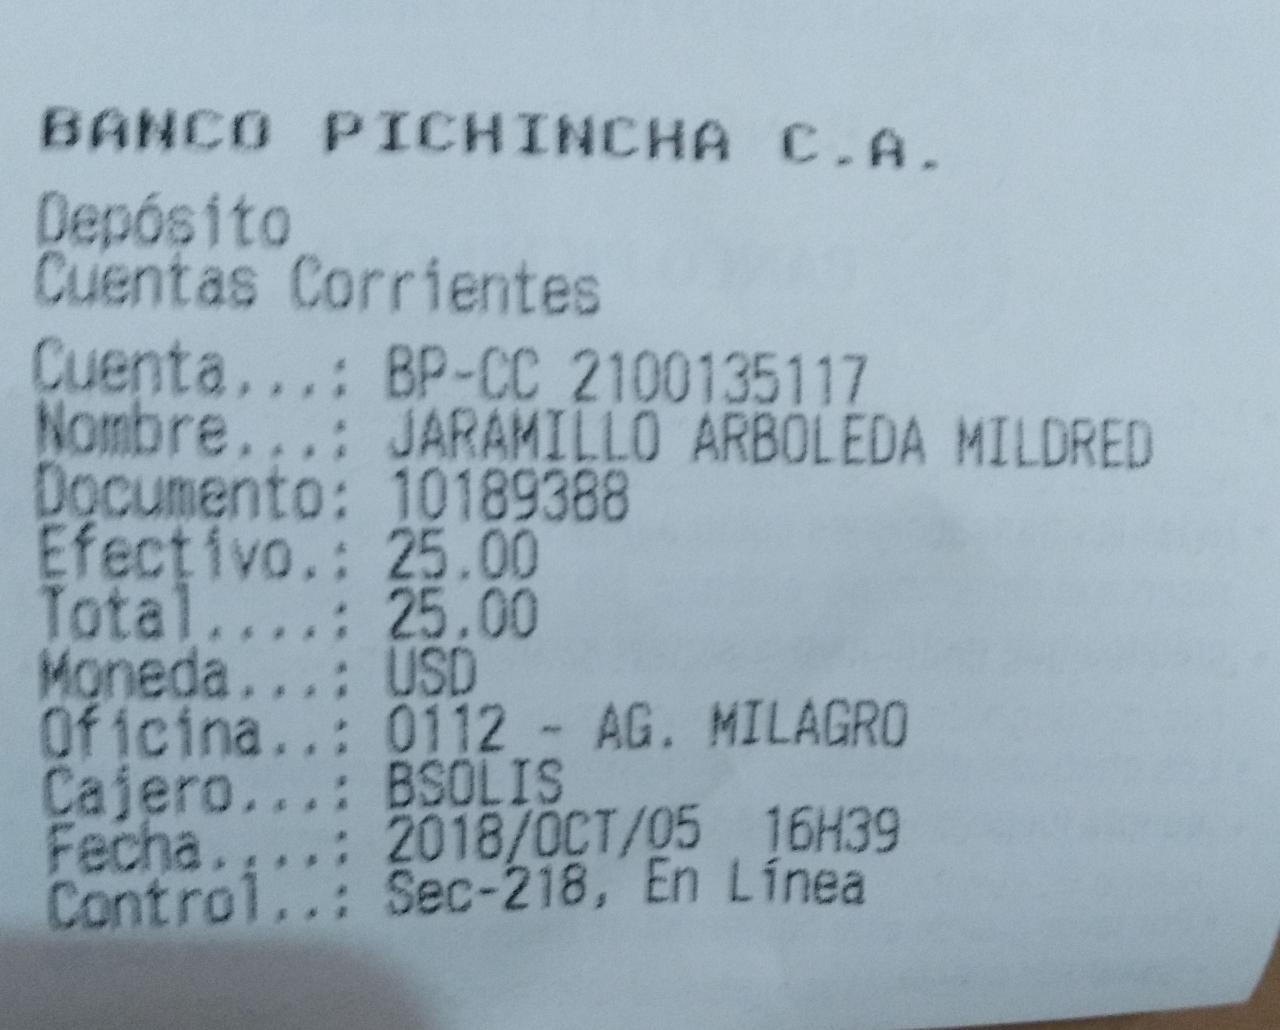 BANCO PICHINCHA C.A.
Depósito
Cuentas Corrientes
Cuenta...: BP-CC 2100135117
Nombre...: JARAMILLO ARBOLEDA MILDRED
Documento: 10189388
Efectivo.: 25.00
Total....: 25.00
Moneda...: USD
Oficina..: 0112 - AG. MILAGRO
Cajero...: BSOLIS
Fecha....: 2018/OCT/05 16H39
Control..: Sec-218, En Línea